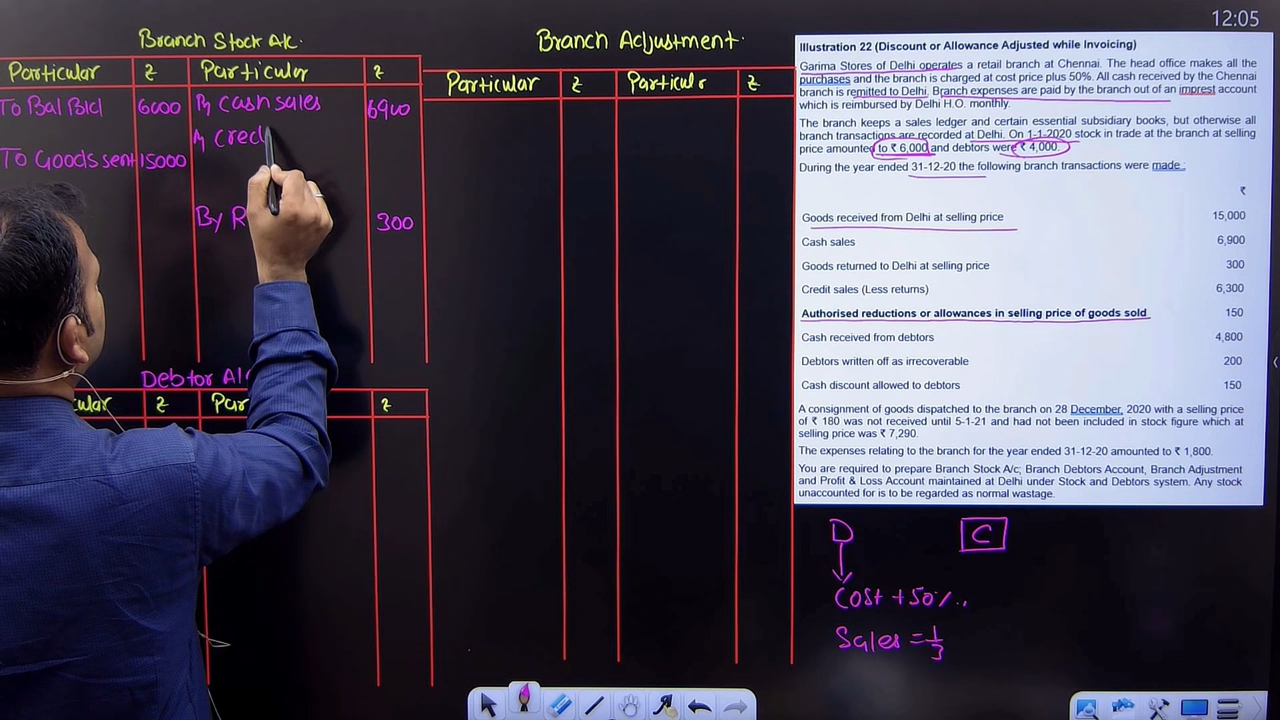 12:05
Branch Stock A/c.
Particular ₹ Particular ₹
To Bal B/d 6000 By cash sales 6900
By cred
To Goods sent 15000
By R 300
Debtor A/
cular ₹ Par ₹
Branch Adjustment.
Particular ₹ Particular ₹
Illustration 22 (Discount or Allowance Adjusted while Invoicing)
Garima Stores of Delhi operates a retail branch at Chennai. The head office makes all the
purchases and the branch is charged at cost price plus 50%. All cash received by the Chennai
branch is remitted to Delhi. Branch expenses are paid by the branch out of an imprest account
which is reimbursed by Delhi H.O. monthly.
The branch keeps a sales ledger and certain essential subsidiary books, but otherwise all
branch transactions are recorded at Delhi. On 1-1-2020 stock in trade at the branch at selling
price amounted to ₹ 6,000 and debtors were ₹ 4,000.
During the year ended 31-12-20 the following branch transactions were made :
₹
Goods received from Delhi at selling price 15,000
Cash sales 6,900
Goods returned to Delhi at selling price 300
Credit sales (Less returns) 6,300
Authorised reductions or allowances in selling price of goods sold 150
Cash received from debtors 4,800
Debtors written off as irrecoverable 200
Cash discount allowed to debtors 150
A consignment of goods dispatched to the branch on 28 December, 2020 with a selling price
of ₹ 180 was not received until 5-1-21 and had not been included in stock figure which at
selling price was ₹ 7,290.
The expenses relating to the branch for the year ended 31-12-20 amounted to ₹ 1,800.
You are required to prepare Branch Stock A/c, Branch Debtors Account, Branch Adjustment
and Profit & Loss Account maintained at Delhi under Stock and Debtors system. Any stock
unaccounted for is to be regarded as normal wastage.
D C
Cost + 50%.
Sales = 1/3